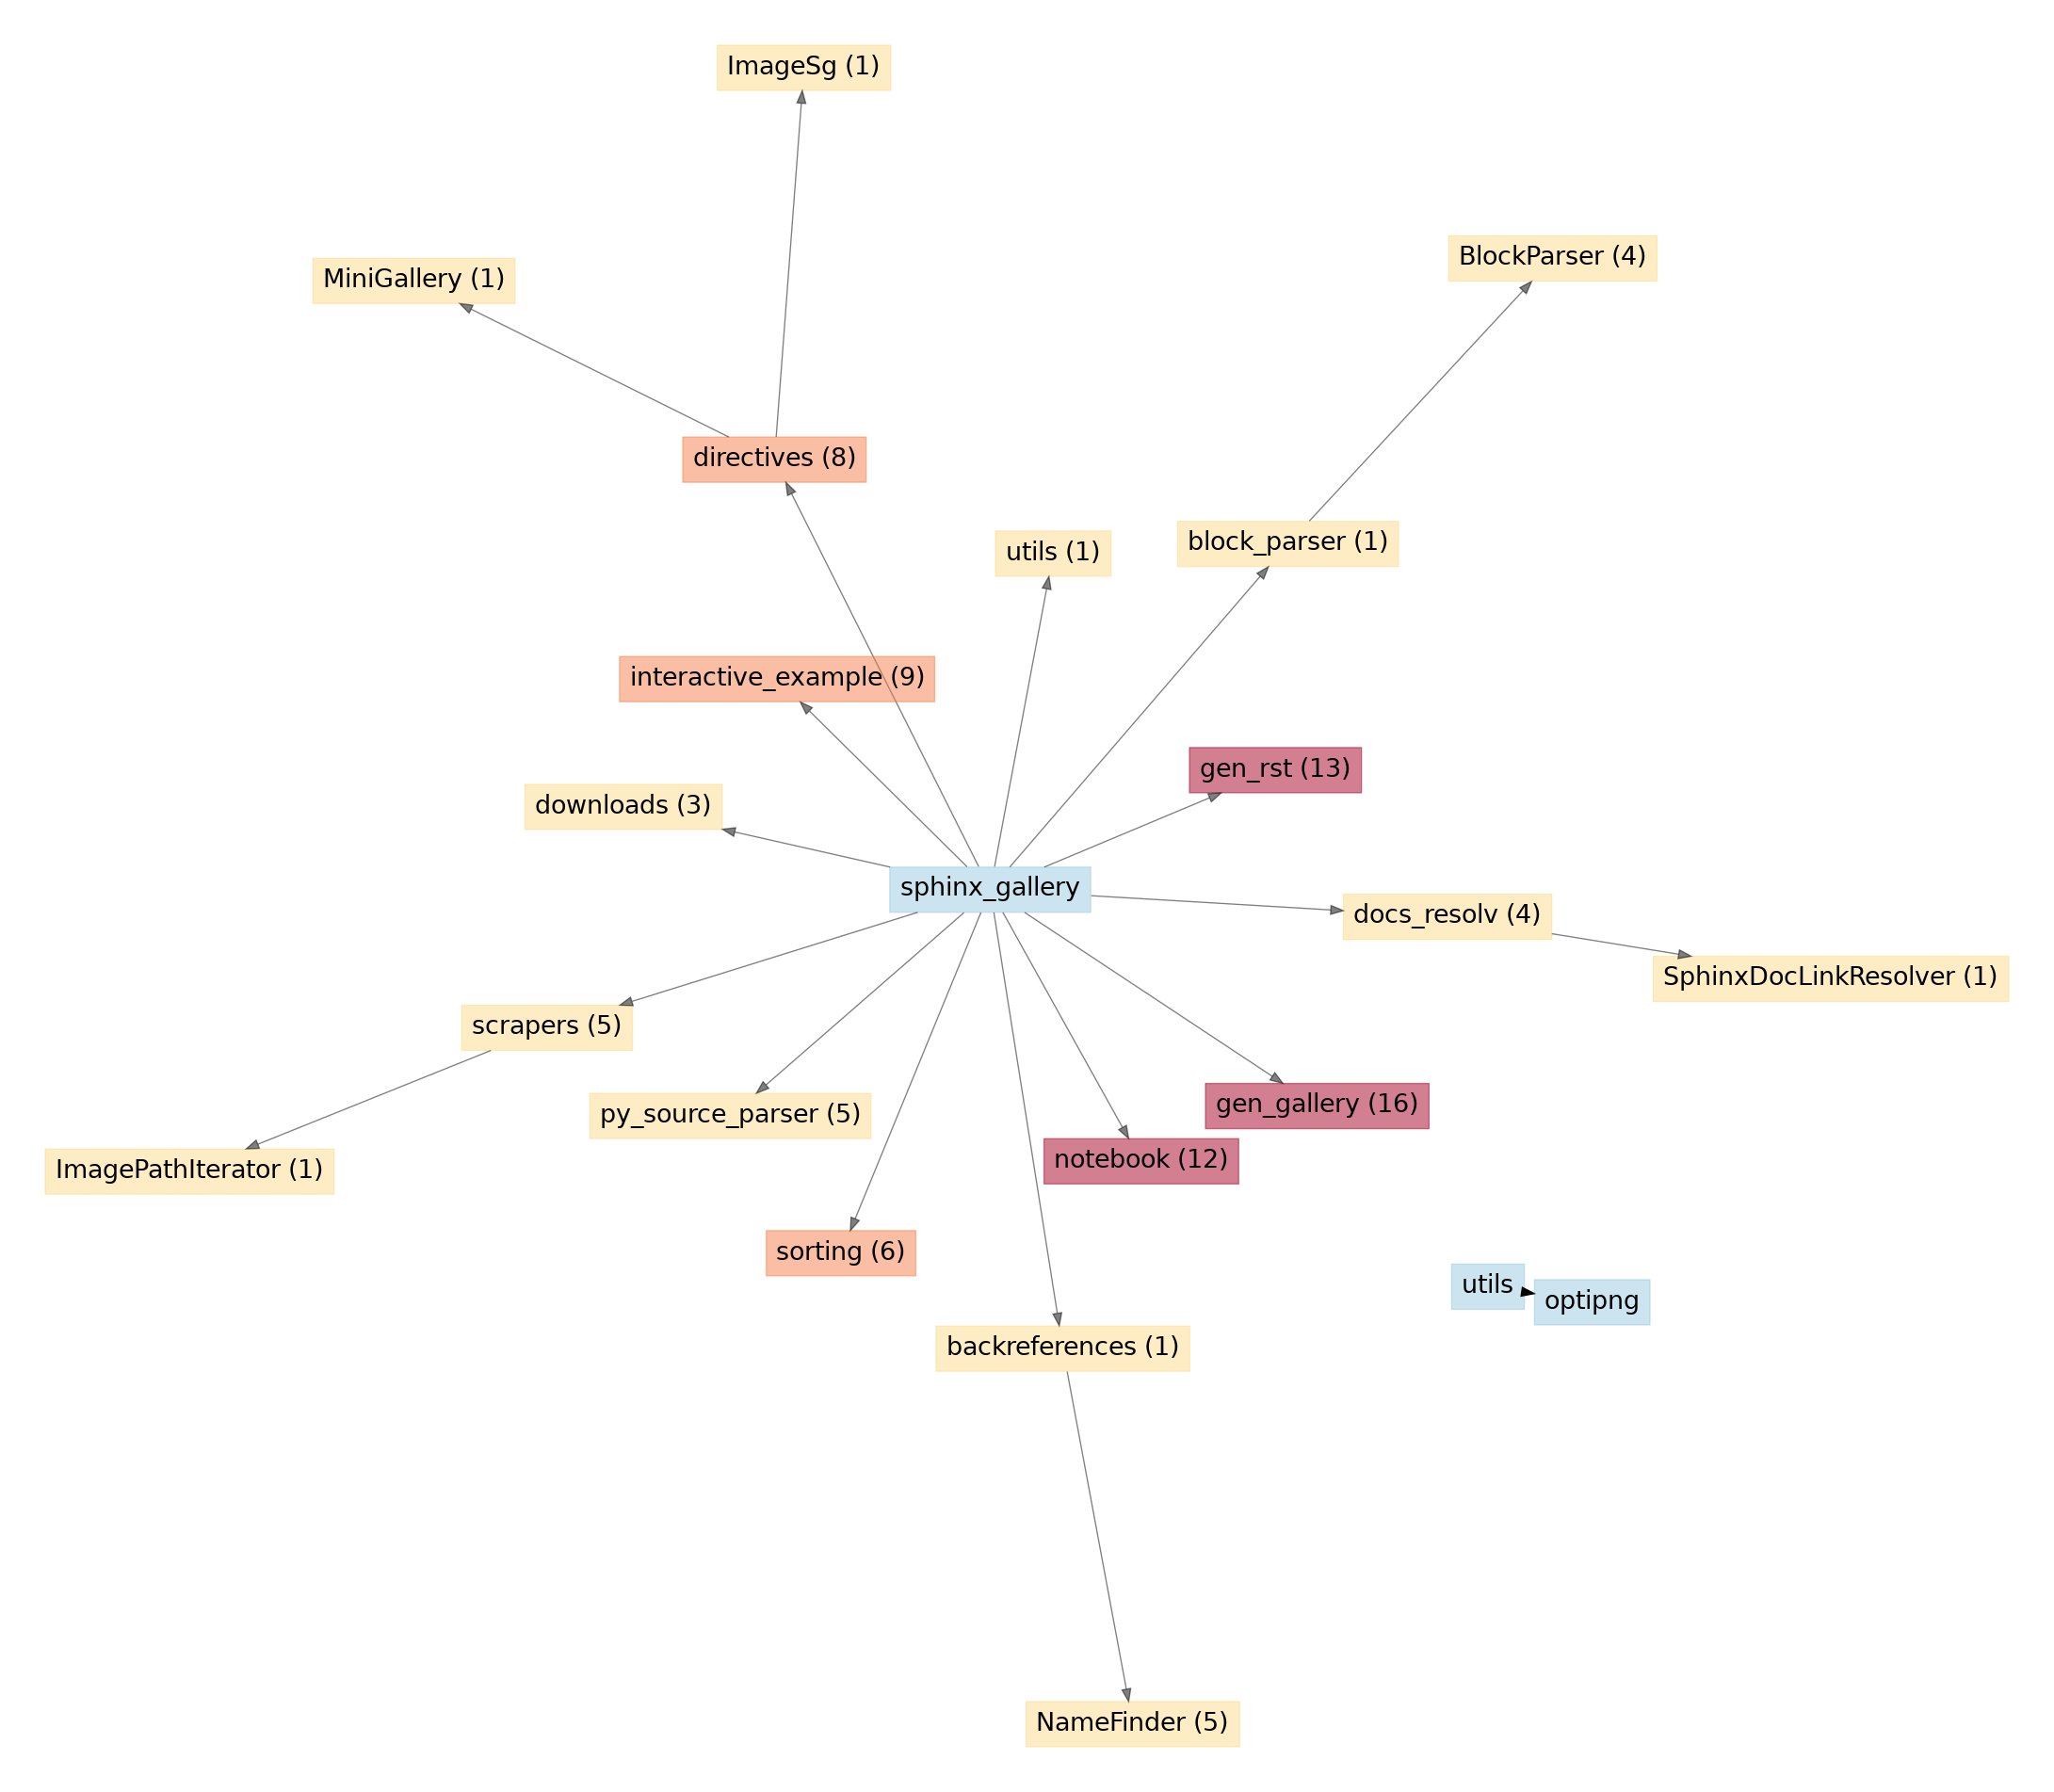 ImageSg (1)
BlockParser (4)
MiniGallery (1)
directives (8)
block_parser (1)
utils (1)
interactive_example (9)
gen_rst (13)
downloads (3)
sphinx_gallery
docs_resolv (4)
SphinxDocLinkResolver (1)
scrapers (5)
gen_gallery (16)
py_source_parser (5)
notebook (12)
ImagePathIterator (1)
sorting (6)
utils
optipng
backreferences (1)
NameFinder (5)